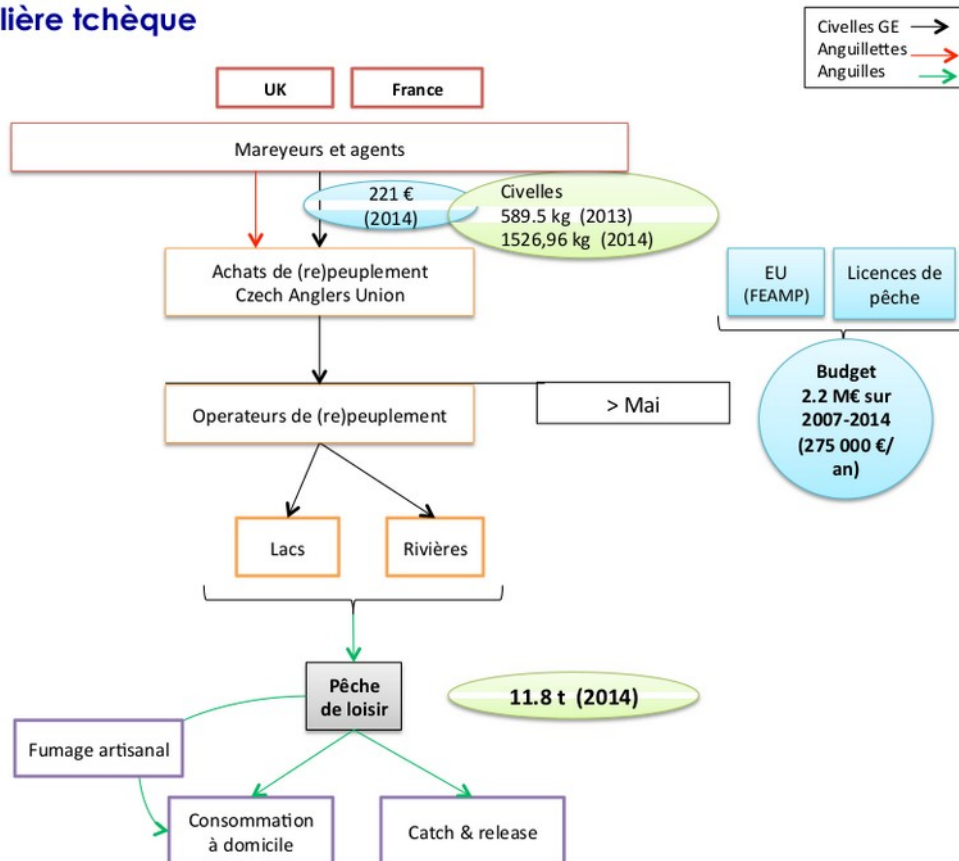 lière tchèque
Civelles GE
Anguillettes
Anguilles
UK
France
Mareyeurs et agents
221 €
(2014)
Civelles
589.5 kg (2013)
1526,96 kg (2014)
Achats de (re)peuplement
Czech Anglers Union
EU
(FEAMP)
Licences de
pêche
Budget
2.2 M€ sur
2007-2014
(275 000 €/
an)
Operateurs de (re)peuplement
> Mai
Lacs
Rivières
Pêche
de loisir
11.8 t (2014)
Fumage artisanal
Consommation
à domicile
Catch & release